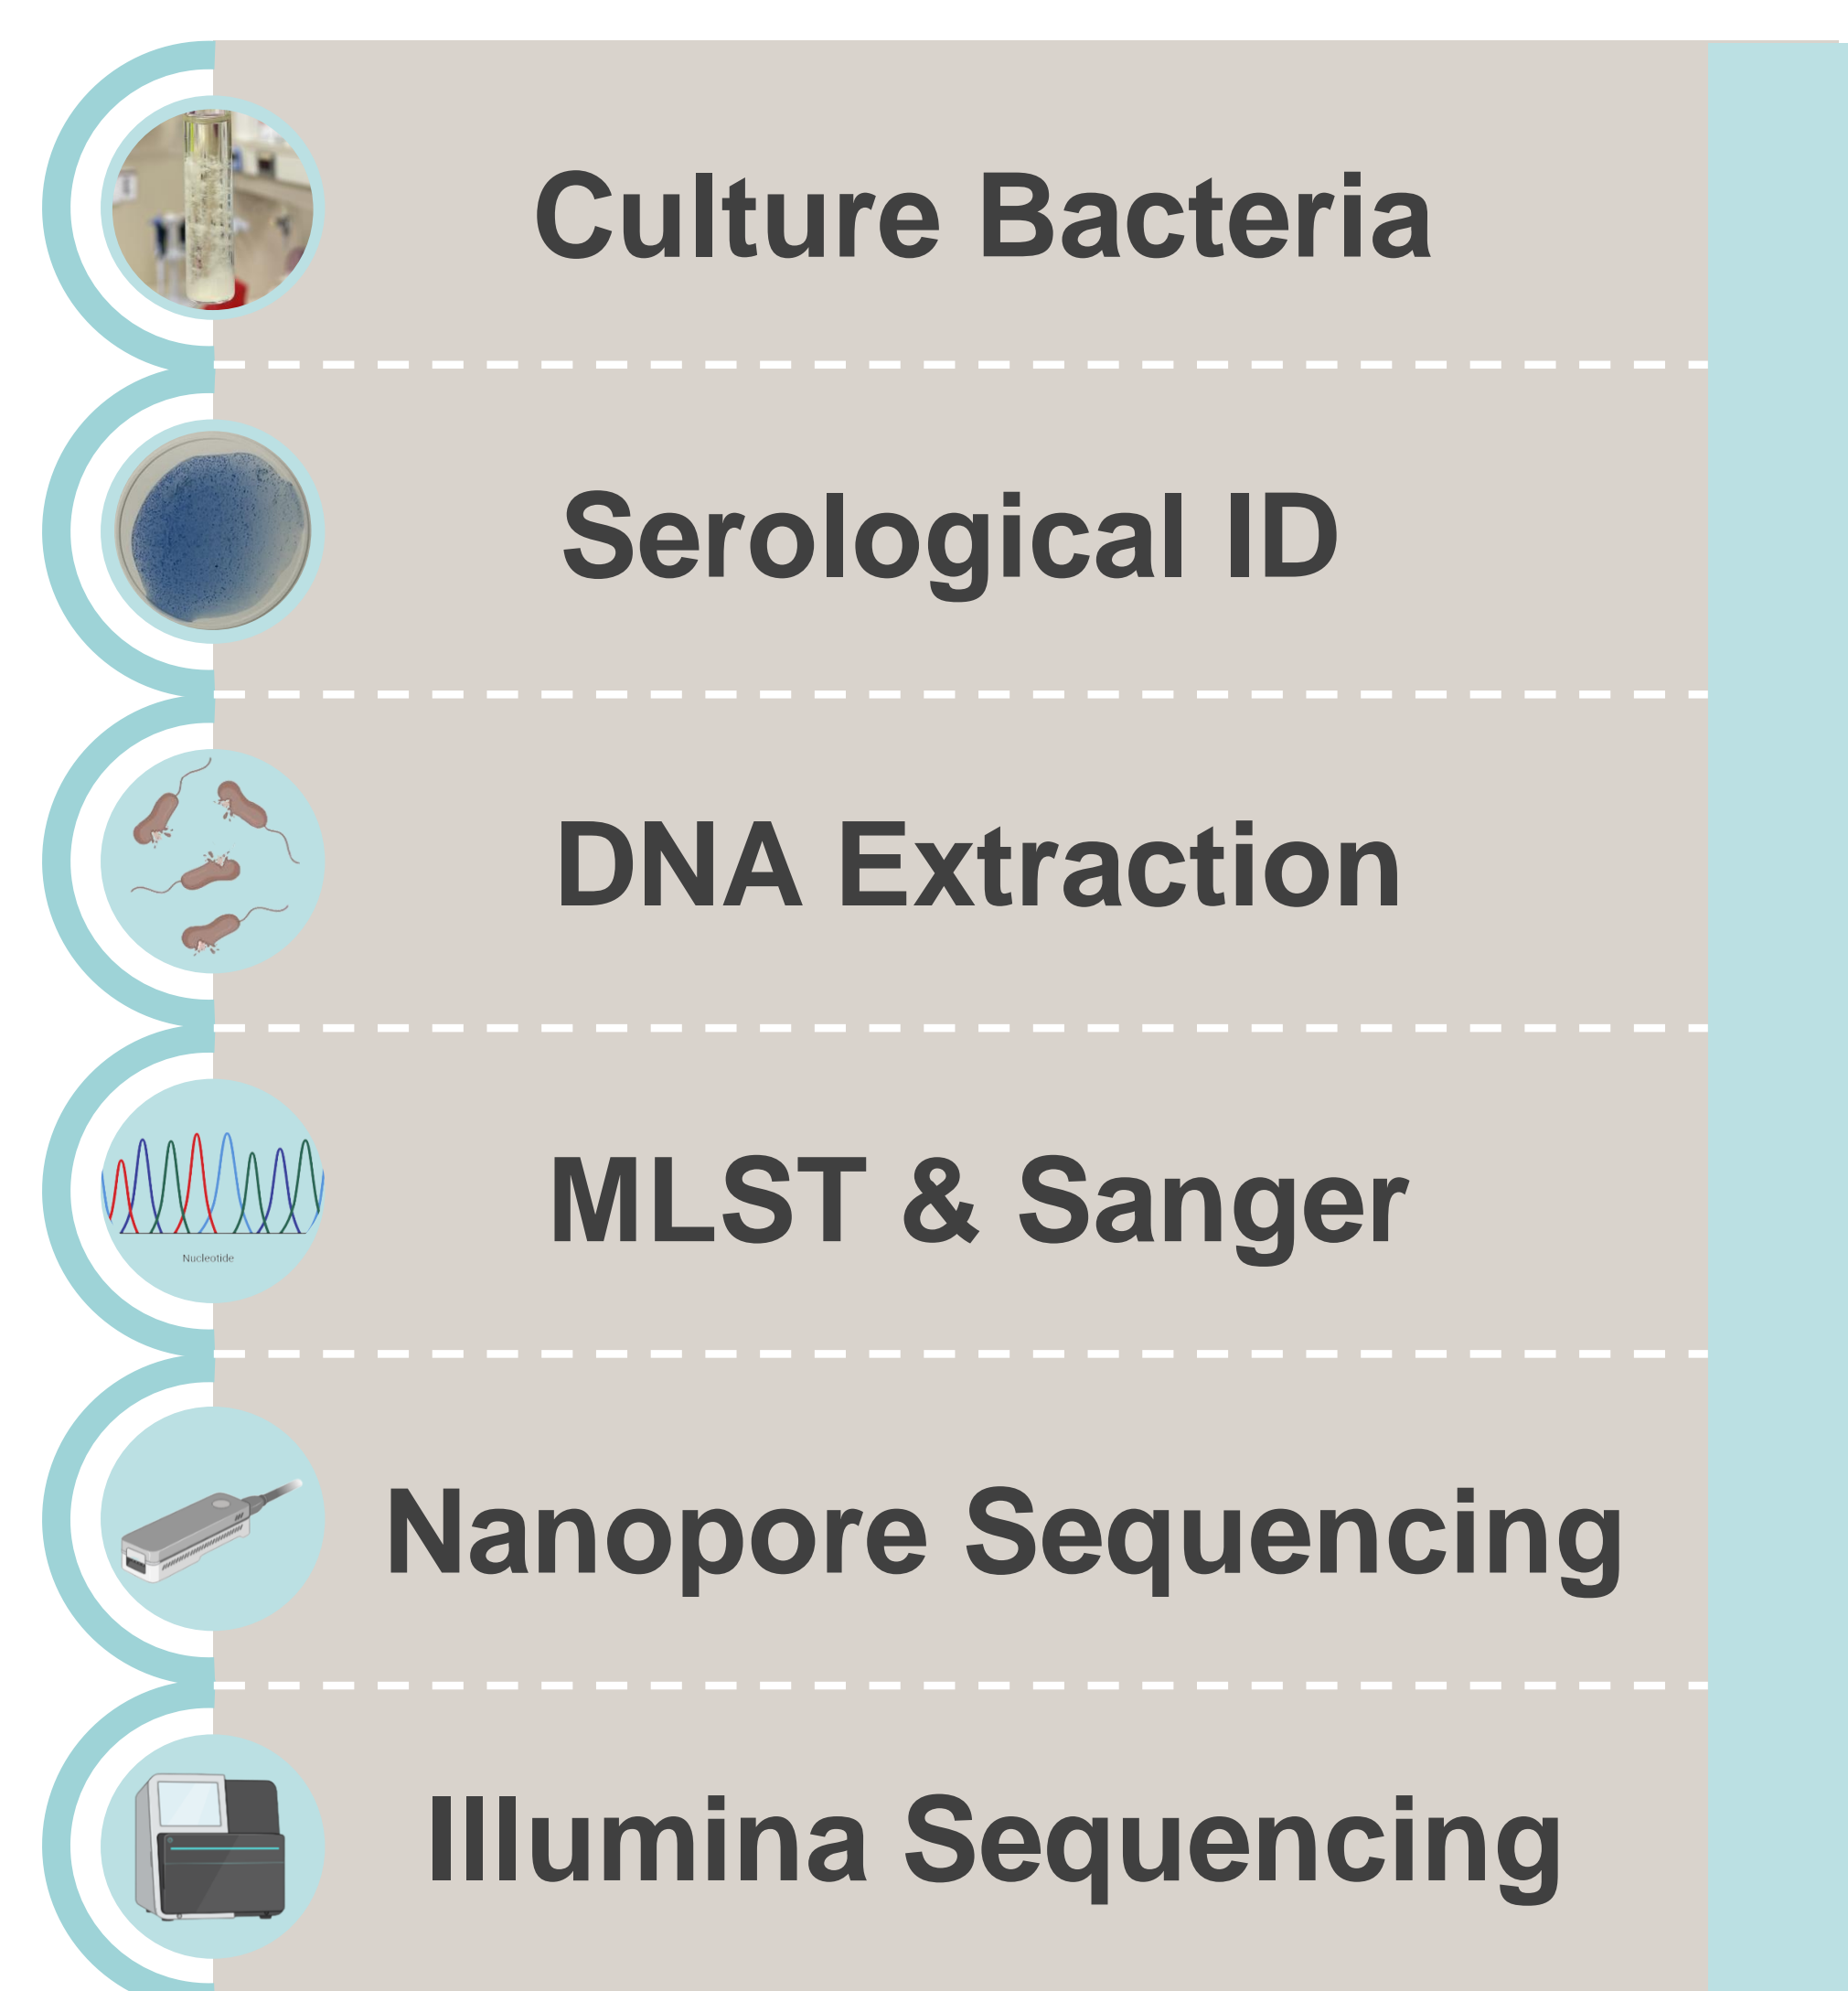 Culture Bacteria
Serological ID
DNA Extraction
MLST & Sanger
Nucleotide
Nanopore Sequencing
Illumina Sequencing